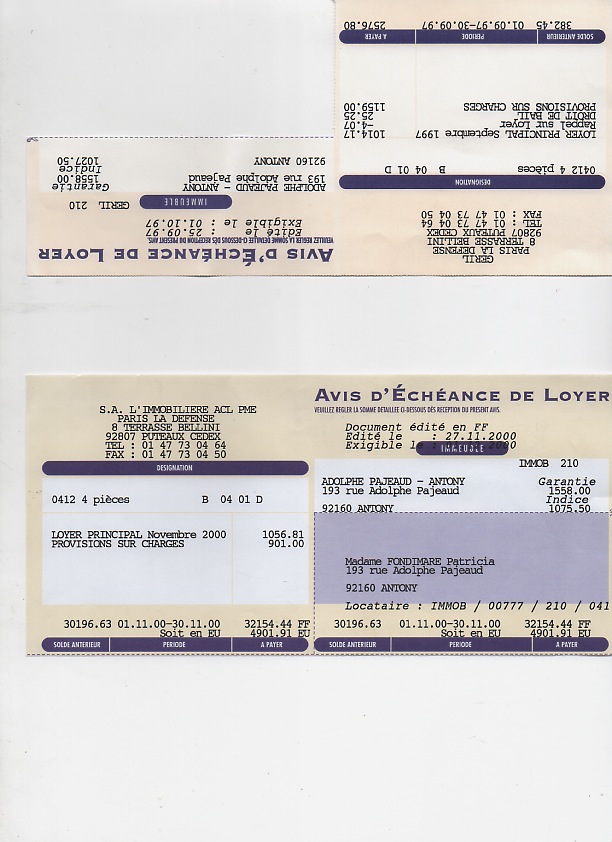 GERIL
PARIS LA DEFENSE
8 TERRASSE BELLINI
92807 PUTEAUX CEDEX
TEL : 01 47 73 04 64
FAX : 01 47 73 04 50
DESIGNATION
0412 4 pièces B 04 01 D
LOYER PRINCIPAL Septembre 1997 1014.17
Rappel sur Loyer -4.07
DROIT DE BAIL 25.25
PROVISIONS SUR CHARGES 1159.00
382.45 01.09.97-30.09.97 2576.80
SOLDE ANTERIEUR PERIODE A PAYER
AVIS D'ÉCHÉANCE DE LOYER
VEUILLEZ REGLER LA SOMME DETAILLEE CI-DESSOUS DES RECEPTION DU PRESENT AVIS.
Edité le : 25.09.97
Exigible le : 01.10.97
IMMEUBLE
GERIL 210
ADOLPHE PAJEAUD - ANTONY Garantie
193 rue Adolphe Pajeaud 1558.00
Indice
92160 ANTONY 1027.50
S.A. L'IMMOBILIERE ACL PME
PARIS LA DEFENSE
8 TERRASSE BELLINI
92807 PUTEAUX CEDEX
TEL : 01 47 73 04 64
FAX : 01 47 73 04 50
DESIGNATION
0412 4 pièces B 04 01 D
LOYER PRINCIPAL Novembre 2000 1056.81
PROVISIONS SUR CHARGES 901.00
30196.63 01.11.00-30.11.00 32154.44 FF
Soit en EU 4901.91 EU
SOLDE ANTERIEUR PERIODE A PAYER
AVIS D'ÉCHÉANCE DE LOYER
VEUILLEZ REGLER LA SOMME DETAILLEE CI-DESSOUS DÈS RECEPTION DU PRESENT AVIS.
Document édité en FF
Edité le : 27.11.2000
Exigible le : 2000
IMMEUBLE
IMMOB 210
ADOLPHE PAJEAUD - ANTONY Garantie
193 rue Adolphe Pajeaud 1558.00
Indice
92160 ANTONY 1075.50
Madame FONDIMARE Patricia
193 rue Adolphe Pajeaud
92160 ANTONY
Locataire : IMMOB / 00777 / 210 / 041
30196.63 01.11.00-30.11.00 32154.44 FF
Soit en EU 4901.91 EU
SOLDE ANTERIEUR PERIODE A PAYER